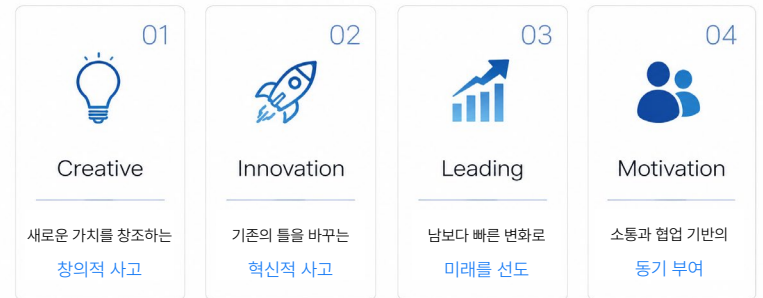 01
Creative
새로운 가치를 창조하는
창의적 사고
02
Innovation
기존의 틀을 바꾸는
혁신적 사고
03
Leading
남보다 빠른 변화로
미래를 선도
04
Motivation
소통과 협업 기반의
동기 부여